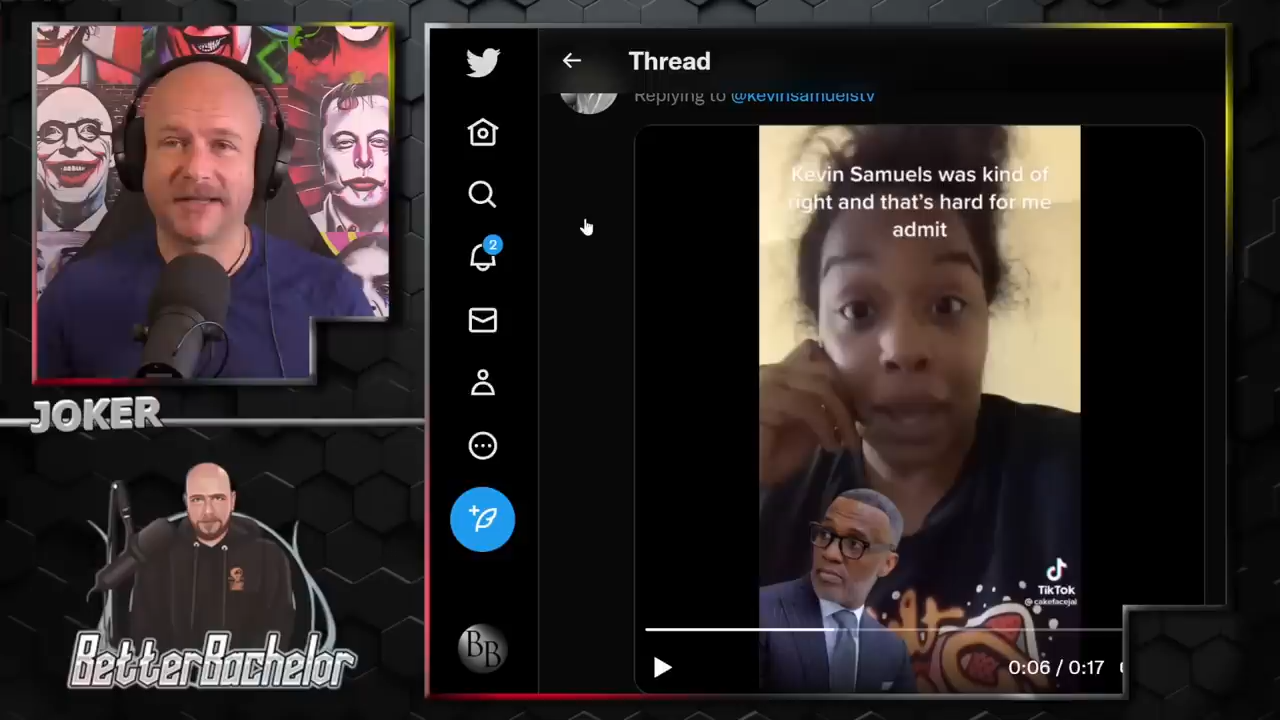 Thread
Replying to @kevinsamuelstv
Kevin Samuels was kind of
right and that's hard for me
admit
2
JOKER
BetterBachelor
TikTok
@cakefacejai
BB
0:06 / 0:17